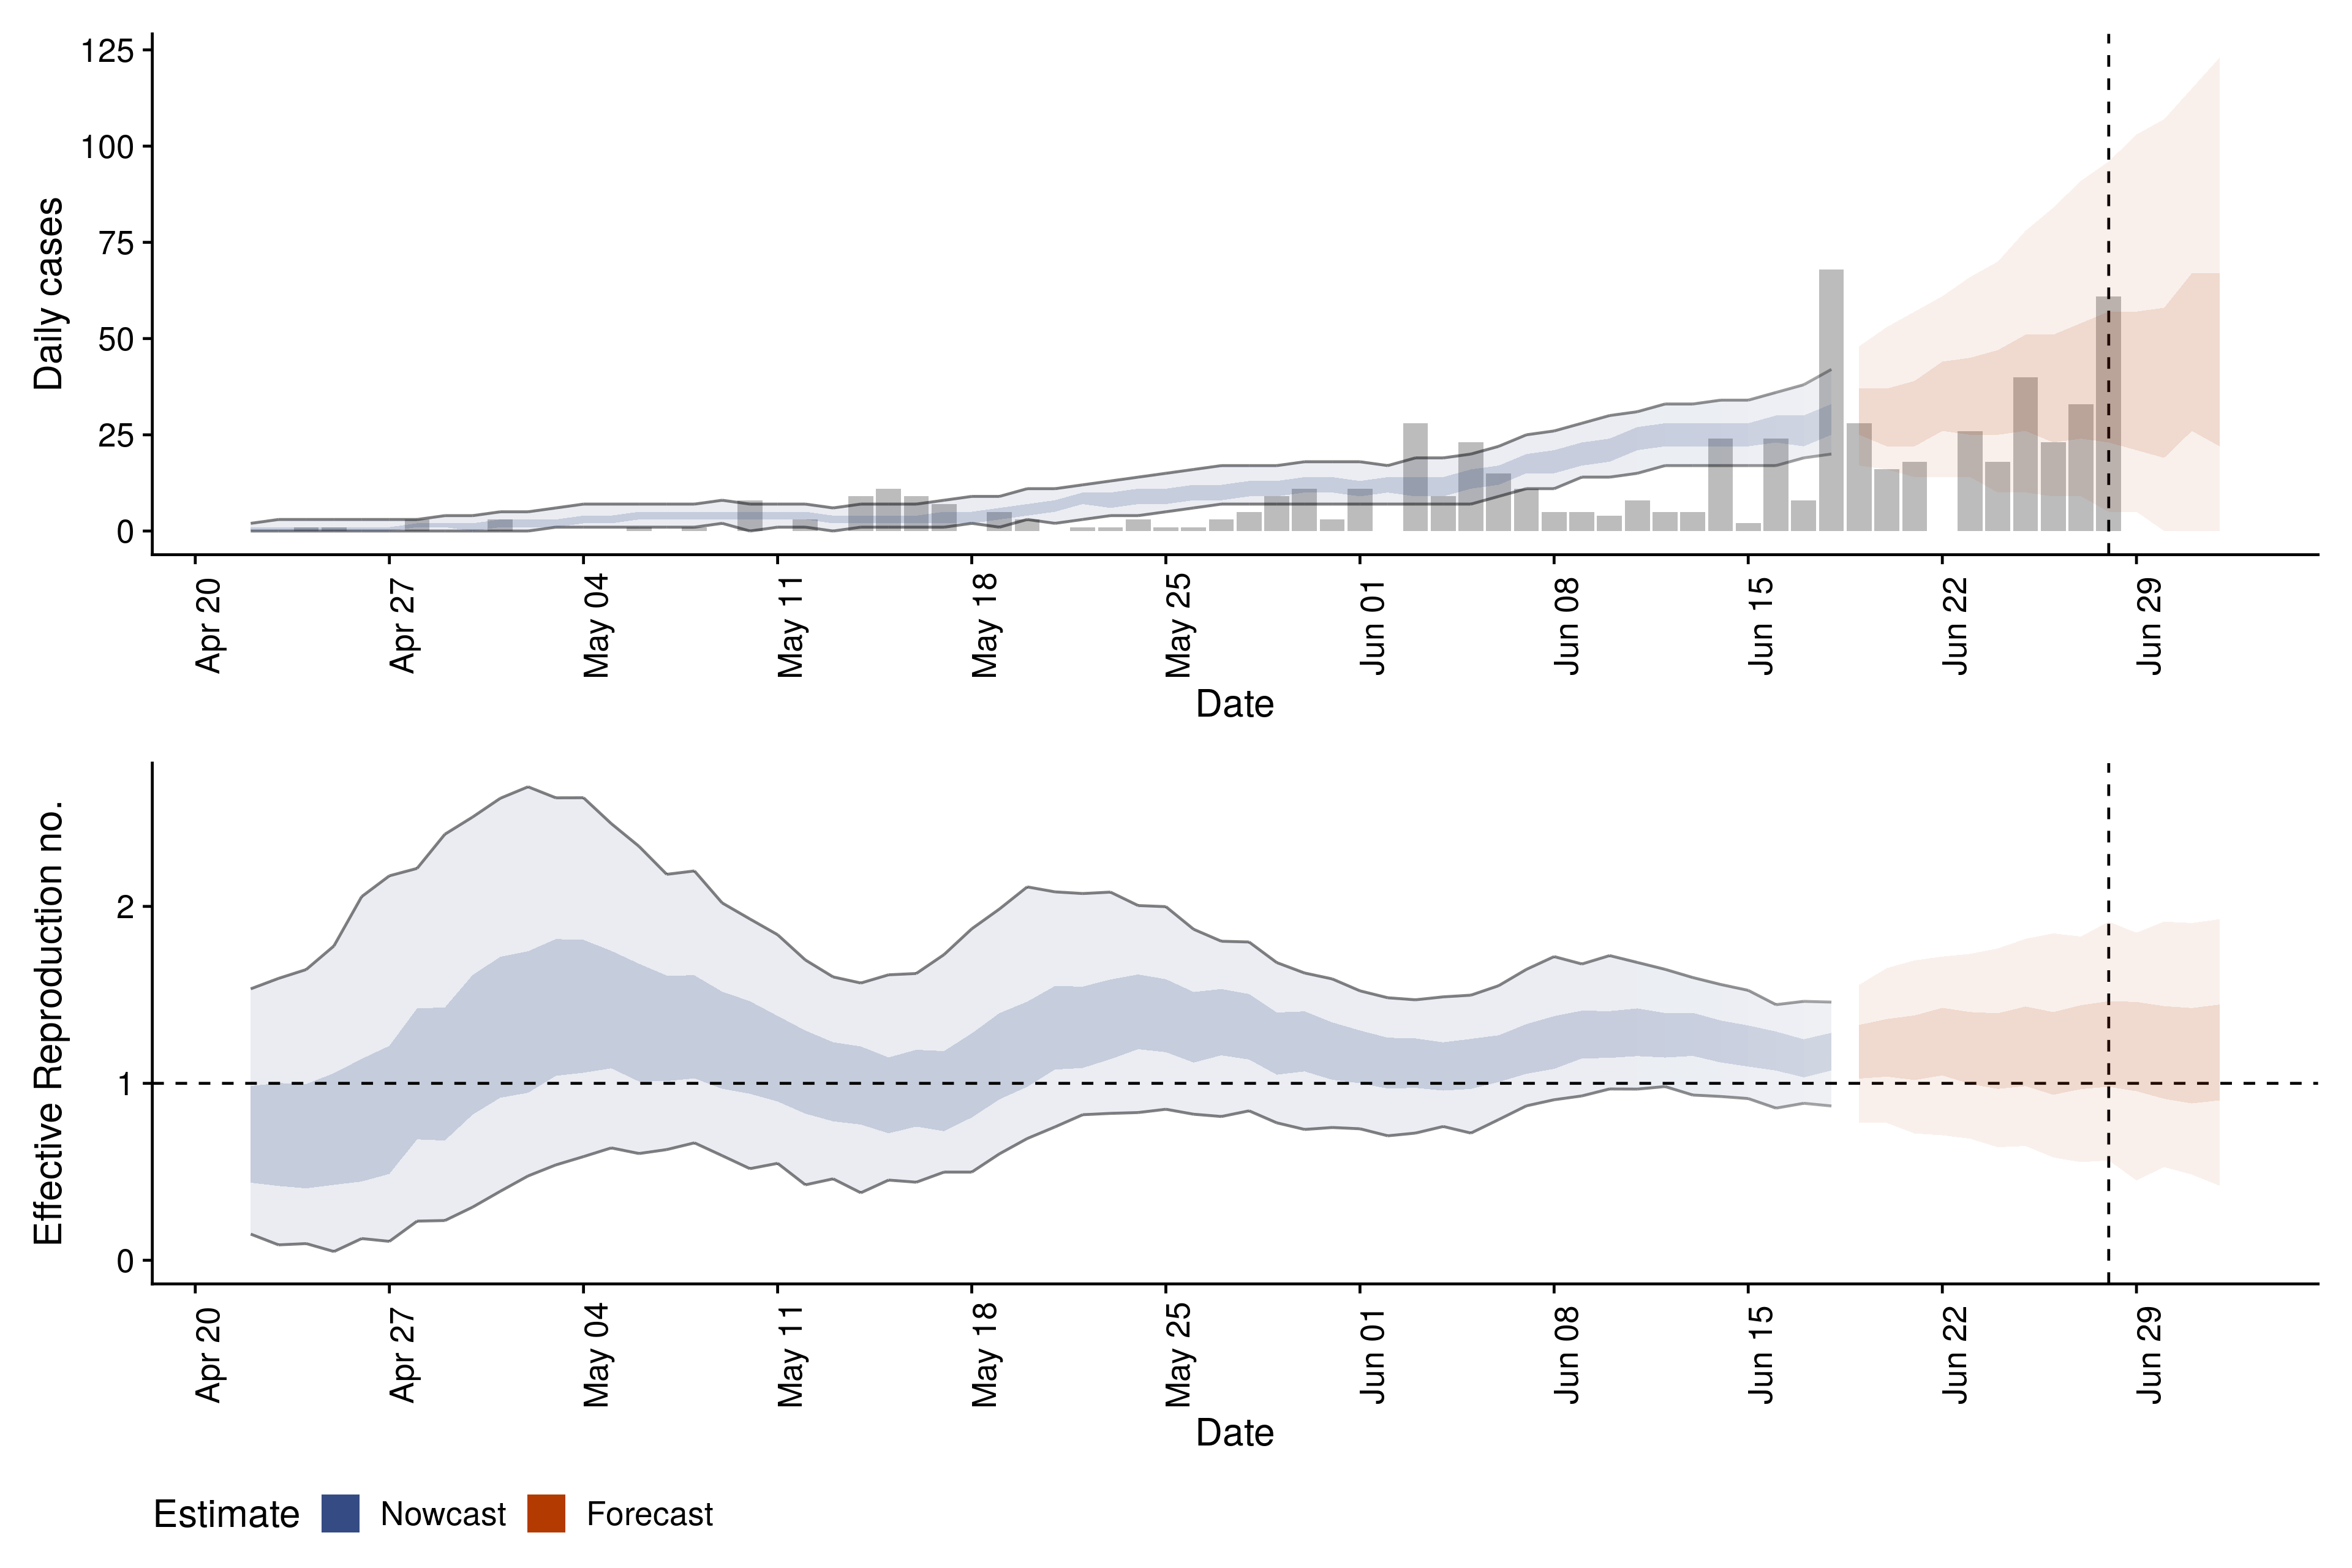 125
100
75
50
25
0
Daily cases
Apr 20
Apr 27
May 04
May 11
May 18
May 25
Jun 01
Jun 08
Jun 15
Jun 22
Jun 29
Date
2
1
0
Effective Reproduction no.
Apr 20
Apr 27
May 04
May 11
May 18
May 25
Jun 01
Jun 08
Jun 15
Jun 22
Jun 29
Date
Estimate Nowcast Forecast